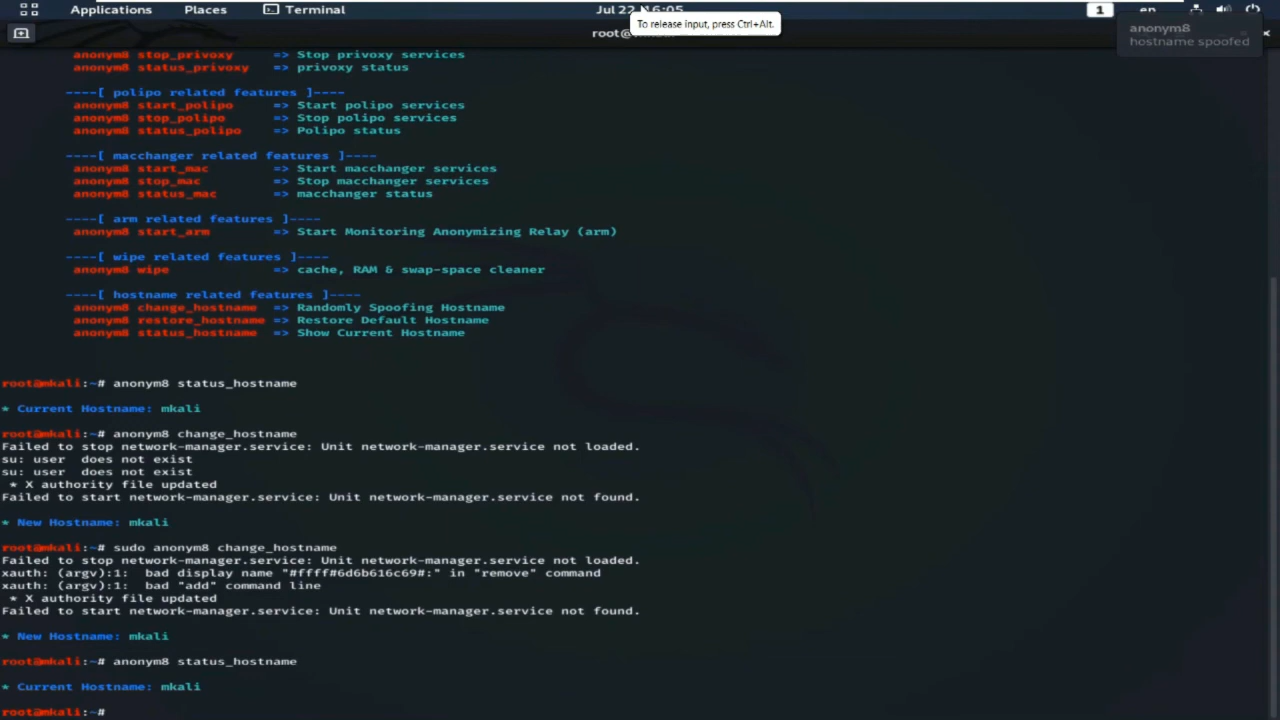 Applications Places Terminal Jul 22 16:05 1 en
To release input, press Ctrl+Alt.
root@
anonym8
hostname spoofed
anonym8 stop_privoxy => Stop privoxy services
anonym8 status_privoxy => privoxy status
----[ polipo related features ]----
anonym8 start_polipo => Start polipo services
anonym8 stop_polipo => Stop polipo services
anonym8 status_polipo => Polipo status
----[ macchanger related features ]----
anonym8 start_mac => Start macchanger services
anonym8 stop_mac => Stop macchanger services
anonym8 status_mac => macchanger status
----[ arm related features ]----
anonym8 start_arm => Start Monitoring Anonymizing Relay (arm)
----[ wipe related features ]----
anonym8 wipe => cache, RAM & swap-space cleaner
----[ hostname related features ]----
anonym8 change_hostname => Randomly Spoofing Hostname
anonym8 restore_hostname => Restore Default Hostname
anonym8 status_hostname => Show Current Hostname
root@mkali:~# anonym8 status_hostname
* Current Hostname: mkali
root@mkali:~# anonym8 change_hostname
Failed to stop network-manager.service: Unit network-manager.service not loaded.
su: user  does not exist
su: user  does not exist
* X authority file updated
Failed to start network-manager.service: Unit network-manager.service not found.
* New Hostname: mkali
root@mkali:~# sudo anonym8 change_hostname
Failed to stop network-manager.service: Unit network-manager.service not loaded.
xauth: (argv):1:  bad display name "#ffff#6d6b616c69#:" in "remove" command
xauth: (argv):1:  bad "add" command line
* X authority file updated
Failed to start network-manager.service: Unit network-manager.service not found.
* New Hostname: mkali
root@mkali:~# anonym8 status_hostname
* Current Hostname: mkali
root@mkali:~#